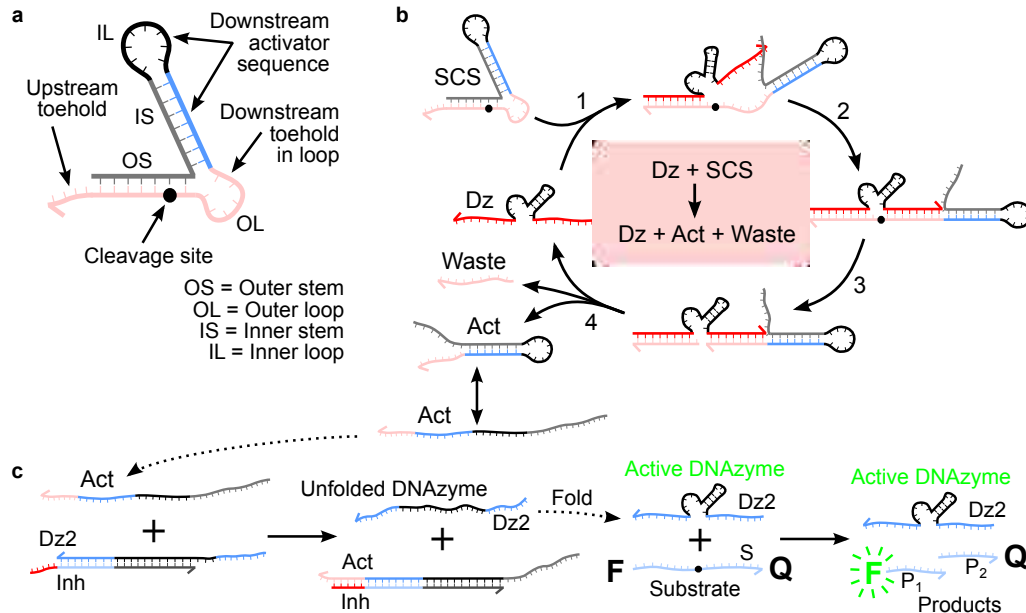 a
IL
Downstream
activator
sequence
Upstream
toehold
IS
Downstream
toehold
in loop
OS
OL
Cleavage site
OS = Outer stem
OL = Outer loop
IS = Inner stem
IL = Inner loop
b
SCS
1
2
Dz
Dz + SCS
Dz + Act + Waste
Waste
3
4
Act
Act
c
Act
+
Dz2
Inh
Unfolded DNAzyme
Dz2
+
Act
Inh
Fold
Active DNAzyme
Dz2
+
S
F
Q
Substrate
Active DNAzyme
Dz2
F
P1
P2
Q
Products